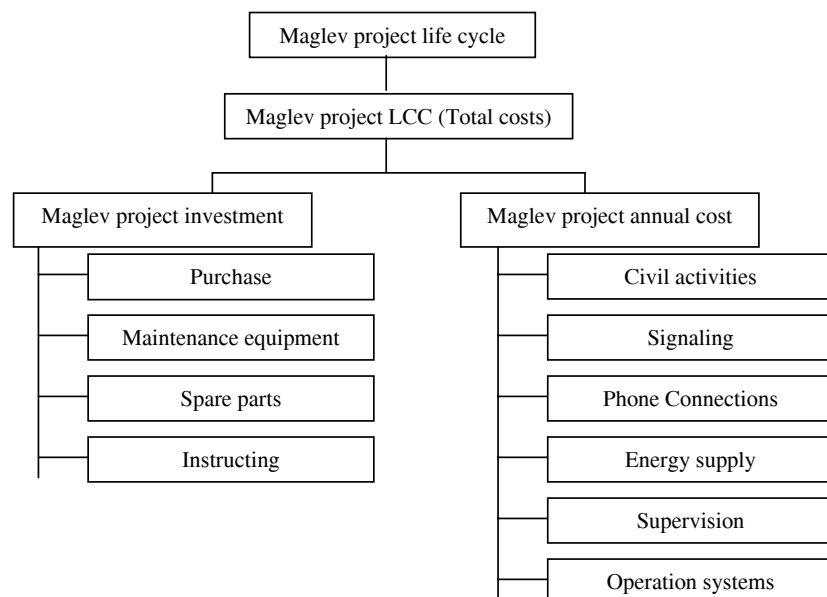 Maglev project life cycle
Maglev project LCC (Total costs)
Maglev project investment
Purchase
Maintenance equipment
Spare parts
Instructing
Maglev project annual cost
Civil activities
Signaling
Phone Connections
Energy supply
Supervision
Operation systems